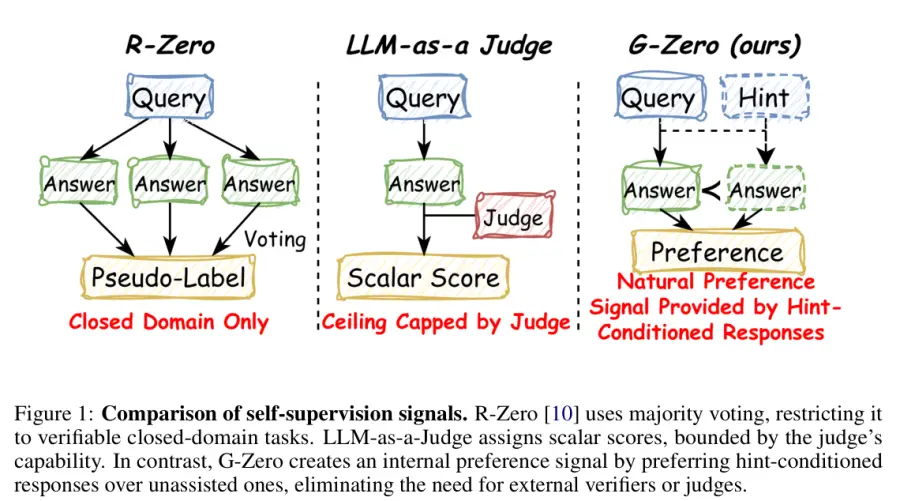 R-Zero
Query
Answer Answer Answer
Voting
Pseudo-Label
Closed Domain Only
LLM-as-a Judge
Query
Answer
Judge
Scalar Score
Ceiling Capped by Judge
G-Zero (ours)
Query Hint
Answer < Answer
Preference
Natural Preference
Signal Provided by Hint-
Conditioned Responses
Figure 1: Comparison of self-supervision signals. R-Zero [10] uses majority voting, restricting it
to verifiable closed-domain tasks. LLM-as-a-Judge assigns scalar scores, bounded by the judge's
capability. In contrast, G-Zero creates an internal preference signal by preferring hint-conditioned
responses over unassisted ones, eliminating the need for external verifiers or judges.